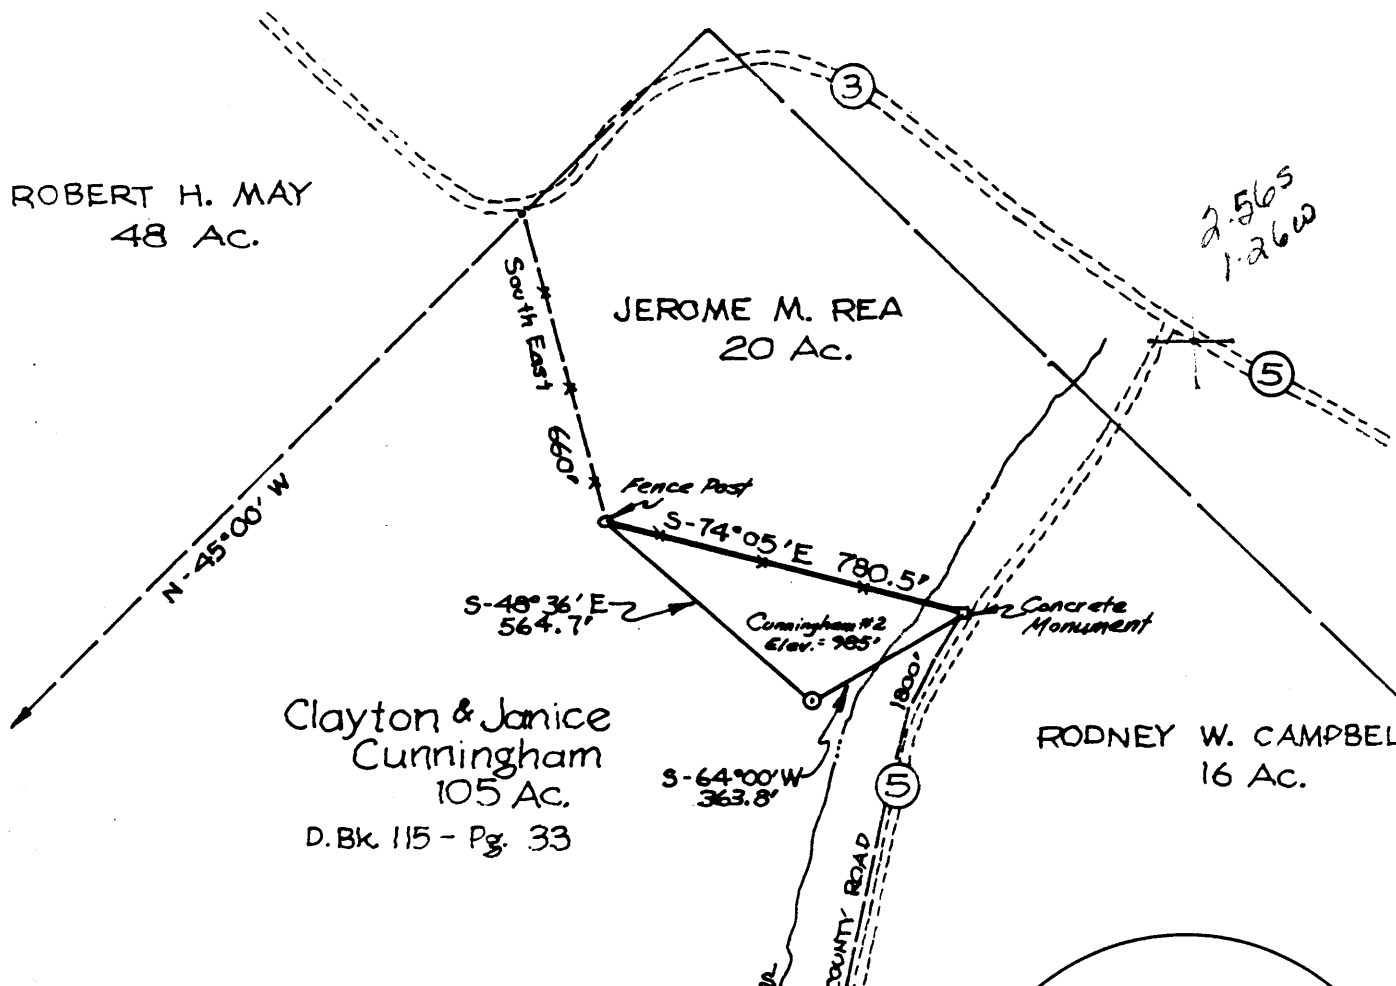 3
ROBERT H. MAY
48 AC.
2.56 S
1.26 W
South East
660'
JEROME M. REA
20 AC.
5
N-45°00' W
Fence Post
S-74°05'E 780.5'
S-48°36'E
564.7'
Cunningham #2
Elev. = 985'
Concrete
Monument
1800'
Clayton & Janice
Cunningham
105 AC.
D.BK. 115 - Pg. 33
S-64°00'W
363.8'
5
RODNEY W. CAMPBEL
16 AC.
COUNTY ROAD